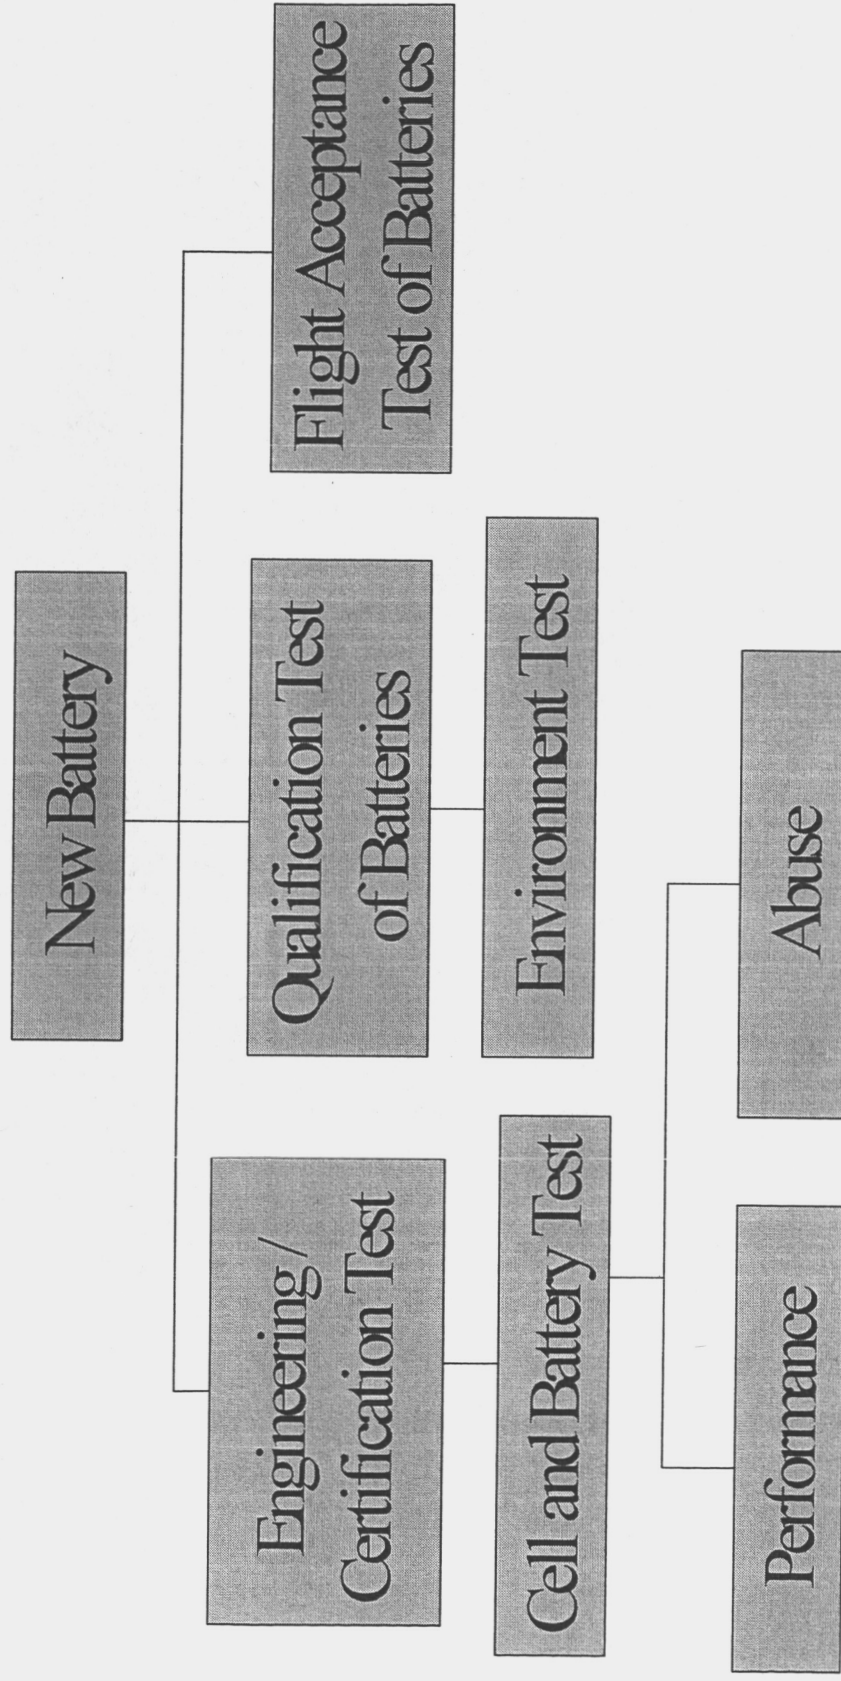 New Battery
Engineering /
Certification Test
Qualification Test
of Batteries
Flight Acceptance
Test of Batteries
Cell and Battery Test
Environment Test
Performance
Abuse